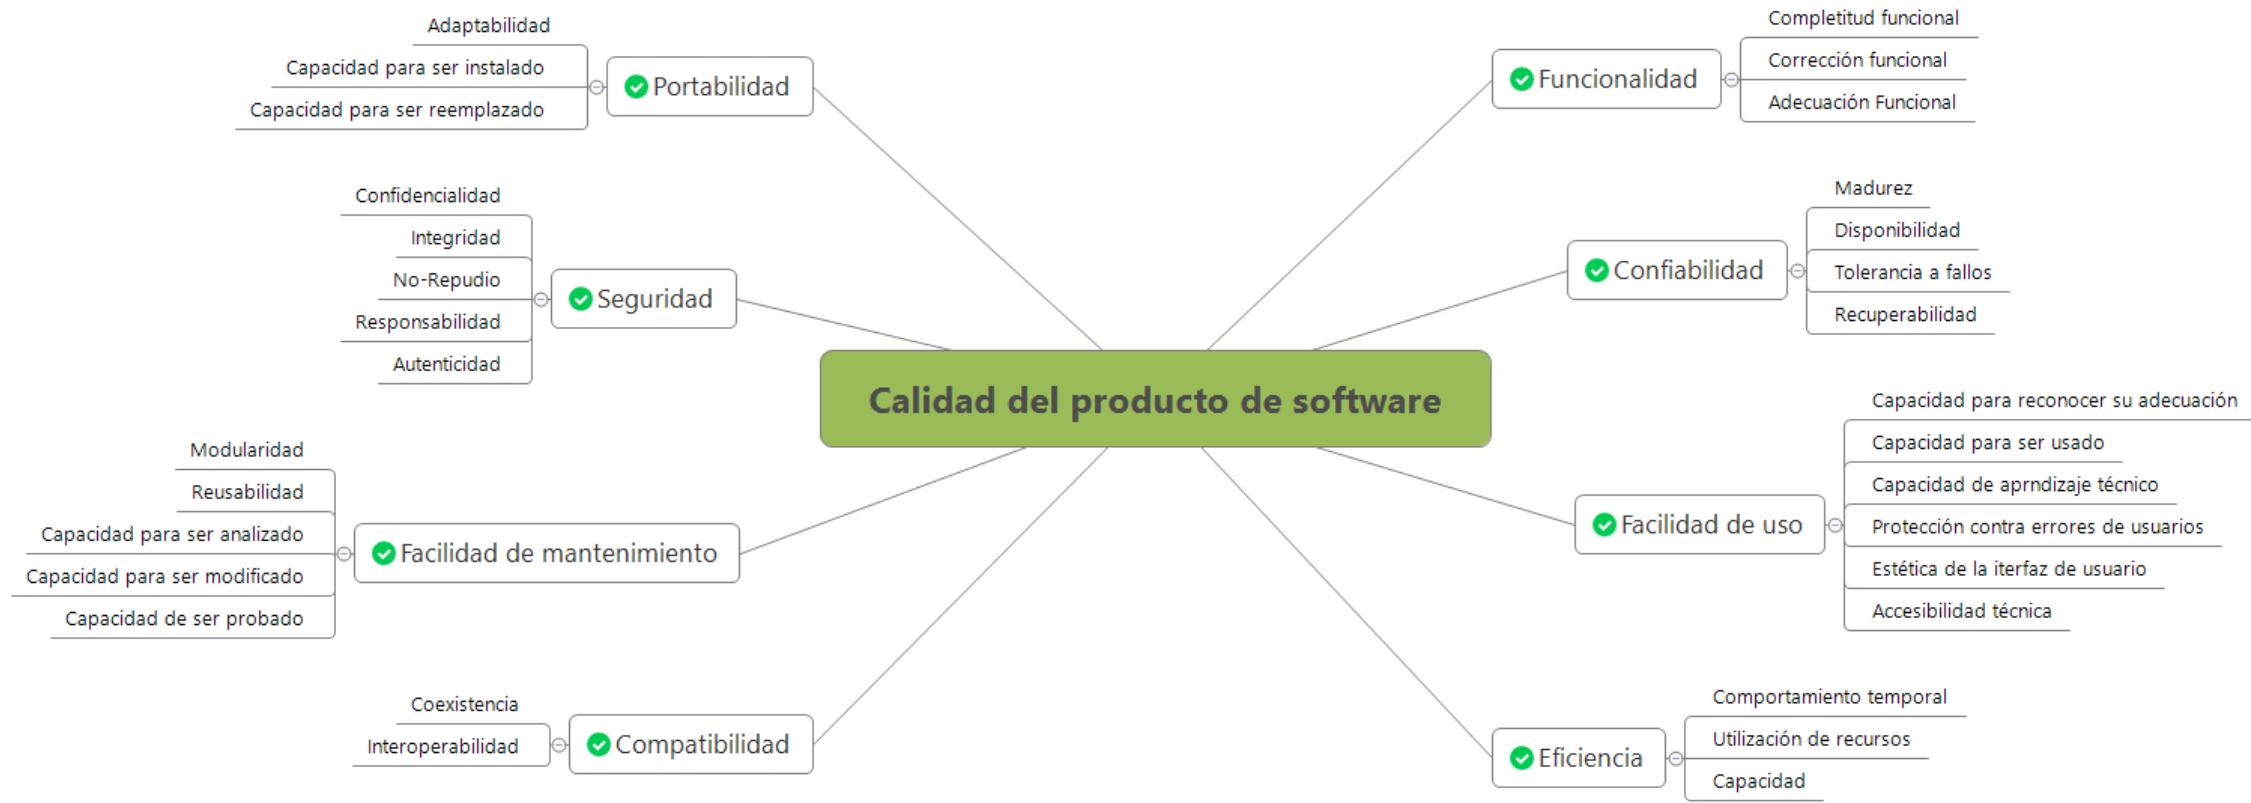 Calidad del producto de software
Portabilidad
Adaptabilidad
Capacidad para ser instalado
Capacidad para ser reemplazado
Seguridad
Confidencialidad
Integridad
No-Repudio
Responsabilidad
Autenticidad
Facilidad de mantenimiento
Modularidad
Reusabilidad
Capacidad para ser analizado
Capacidad para ser modificado
Capacidad de ser probado
Compatibilidad
Coexistencia
Interoperabilidad
Funcionalidad
Completitud funcional
Corrección funcional
Adecuación Funcional
Confiabilidad
Madurez
Disponibilidad
Tolerancia a fallos
Recuperabilidad
Facilidad de uso
Capacidad para reconocer su adecuación
Capacidad para ser usado
Capacidad de aprndizaje técnico
Protección contra errores de usuarios
Estética de la iterfaz de usuario
Accesibilidad técnica
Eficiencia
Comportamiento temporal
Utilización de recursos
Capacidad